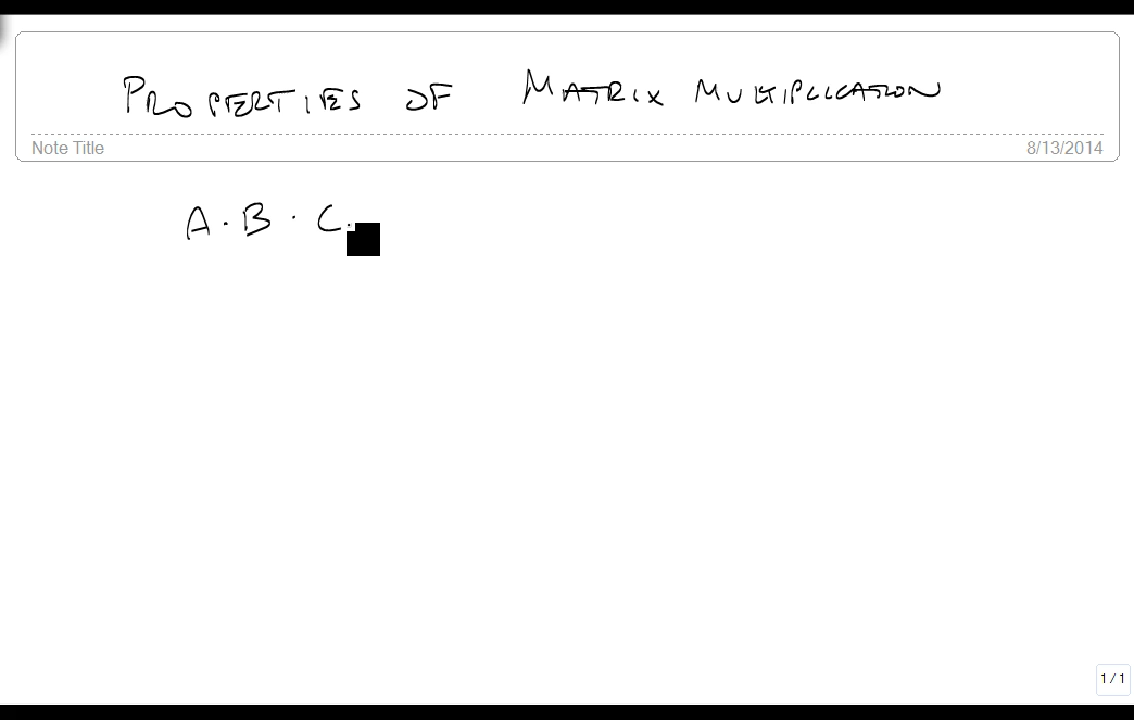 PROPERTIES OF MATRIX MULTIPLICATION
Note Title 8/13/2014
A · B · C ·
1/1